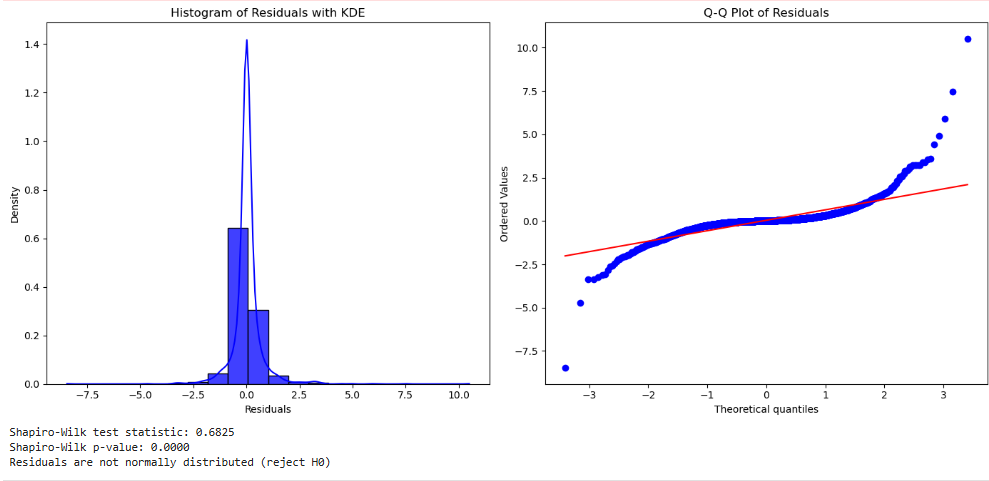 Histogram of Residuals with KDE
1.4
1.2
1.0
0.8
0.6
0.4
0.2
0.0
Density
−7.5 −5.0 −2.5 0.0 2.5 5.0 7.5 10.0
Residuals
Q-Q Plot of Residuals
10.0
7.5
5.0
2.5
0.0
−2.5
−5.0
−7.5
Ordered Values
−3 −2 −1 0 1 2 3
Theoretical quantiles
Shapiro-Wilk test statistic: 0.6825
Shapiro-Wilk p-value: 0.0000
Residuals are not normally distributed (reject H0)